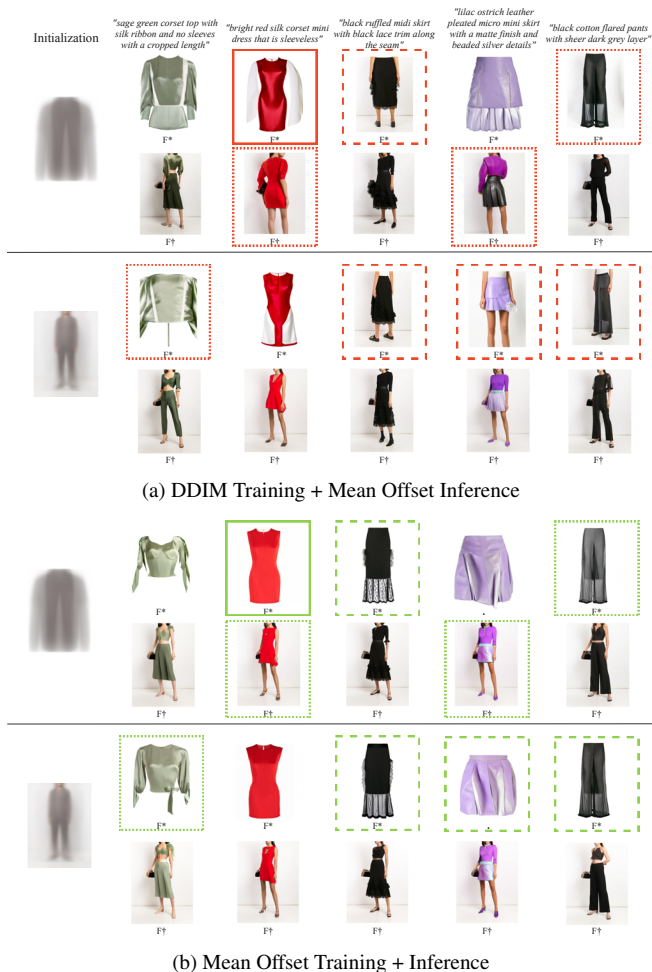 Initialization
"sage green corset top with
silk ribbon and no sleeves
with a cropped length"
"bright red silk corset mini
dress that is sleeveless"
"black ruffled midi skirt
with black lace trim along
the seam"
"lilac ostrich leather
pleated micro mini skirt
with a matte finish and
beaded silver details"
"black cotton flared pants
with sheer dark grey layer"
F* F* F* F* F*
F† F† F† F† F†
F* F* F* F* F*
F† F† F† F† F†
(a) DDIM Training + Mean Offset Inference
F* F* F* F*
F† F† F† F† F†
F* F* F* F*
F† F† F† F† F†
(b) Mean Offset Training + Inference